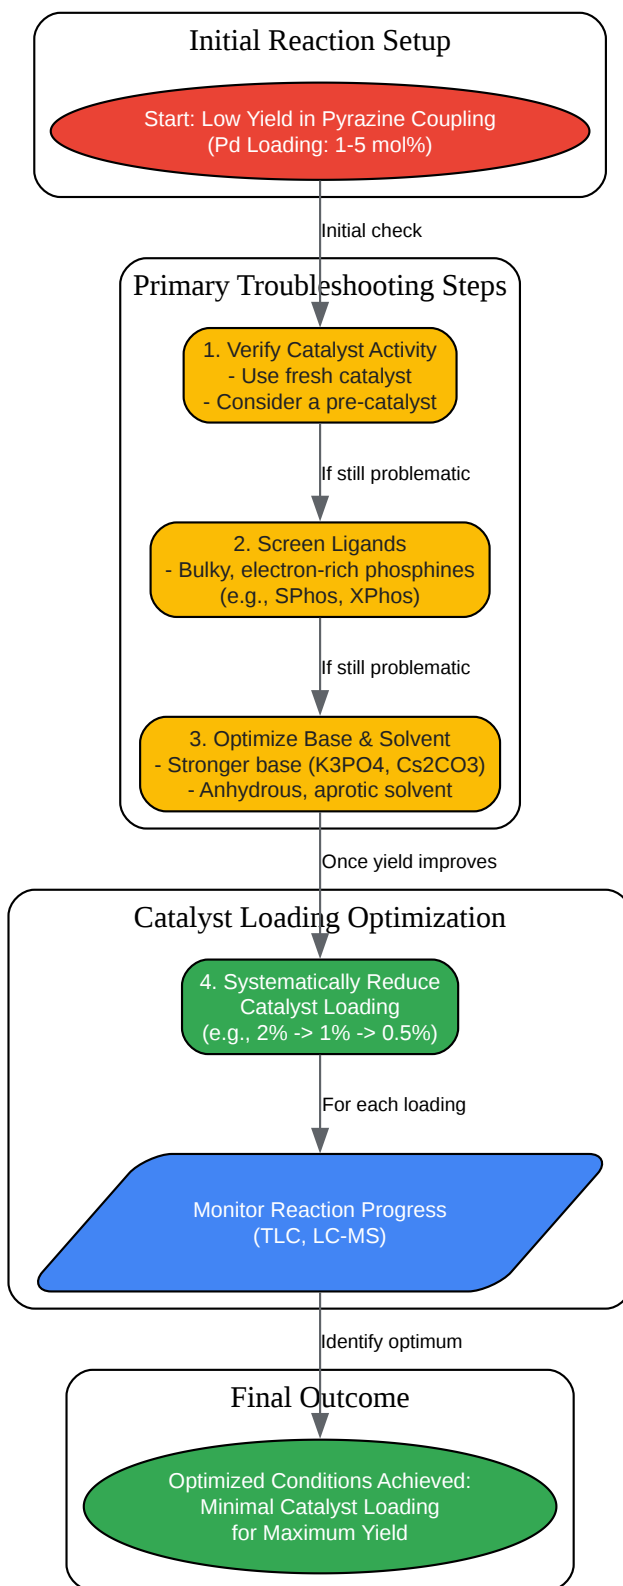 Initial Reaction Setup
Start: Low Yield in Pyrazine Coupling
(Pd Loading: 1-5 mol%)
Initial check
Primary Troubleshooting Steps
1. Verify Catalyst Activity
- Use fresh catalyst
- Consider a pre-catalyst
If still problematic
2. Screen Ligands
- Bulky, electron-rich phosphines
(e.g., SPhos, XPhos)
If still problematic
3. Optimize Base & Solvent
- Stronger base (K3PO4, Cs2CO3)
- Anhydrous, aprotic solvent
Once yield improves
Catalyst Loading Optimization
4. Systematically Reduce
Catalyst Loading
(e.g., 2% -> 1% -> 0.5%)
For each loading
Monitor Reaction Progress
(TLC, LC-MS)
Identify optimum
Final Outcome
Optimized Conditions Achieved:
Minimal Catalyst Loading
for Maximum Yield